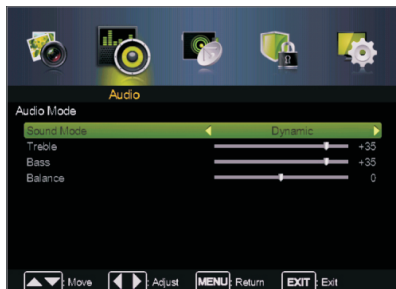 Audio
Audio Mode
Sound Mode Dynamic
Treble +35
Bass +35
Balance 0
: Move : Adjust MENU : Return EXIT : Exit